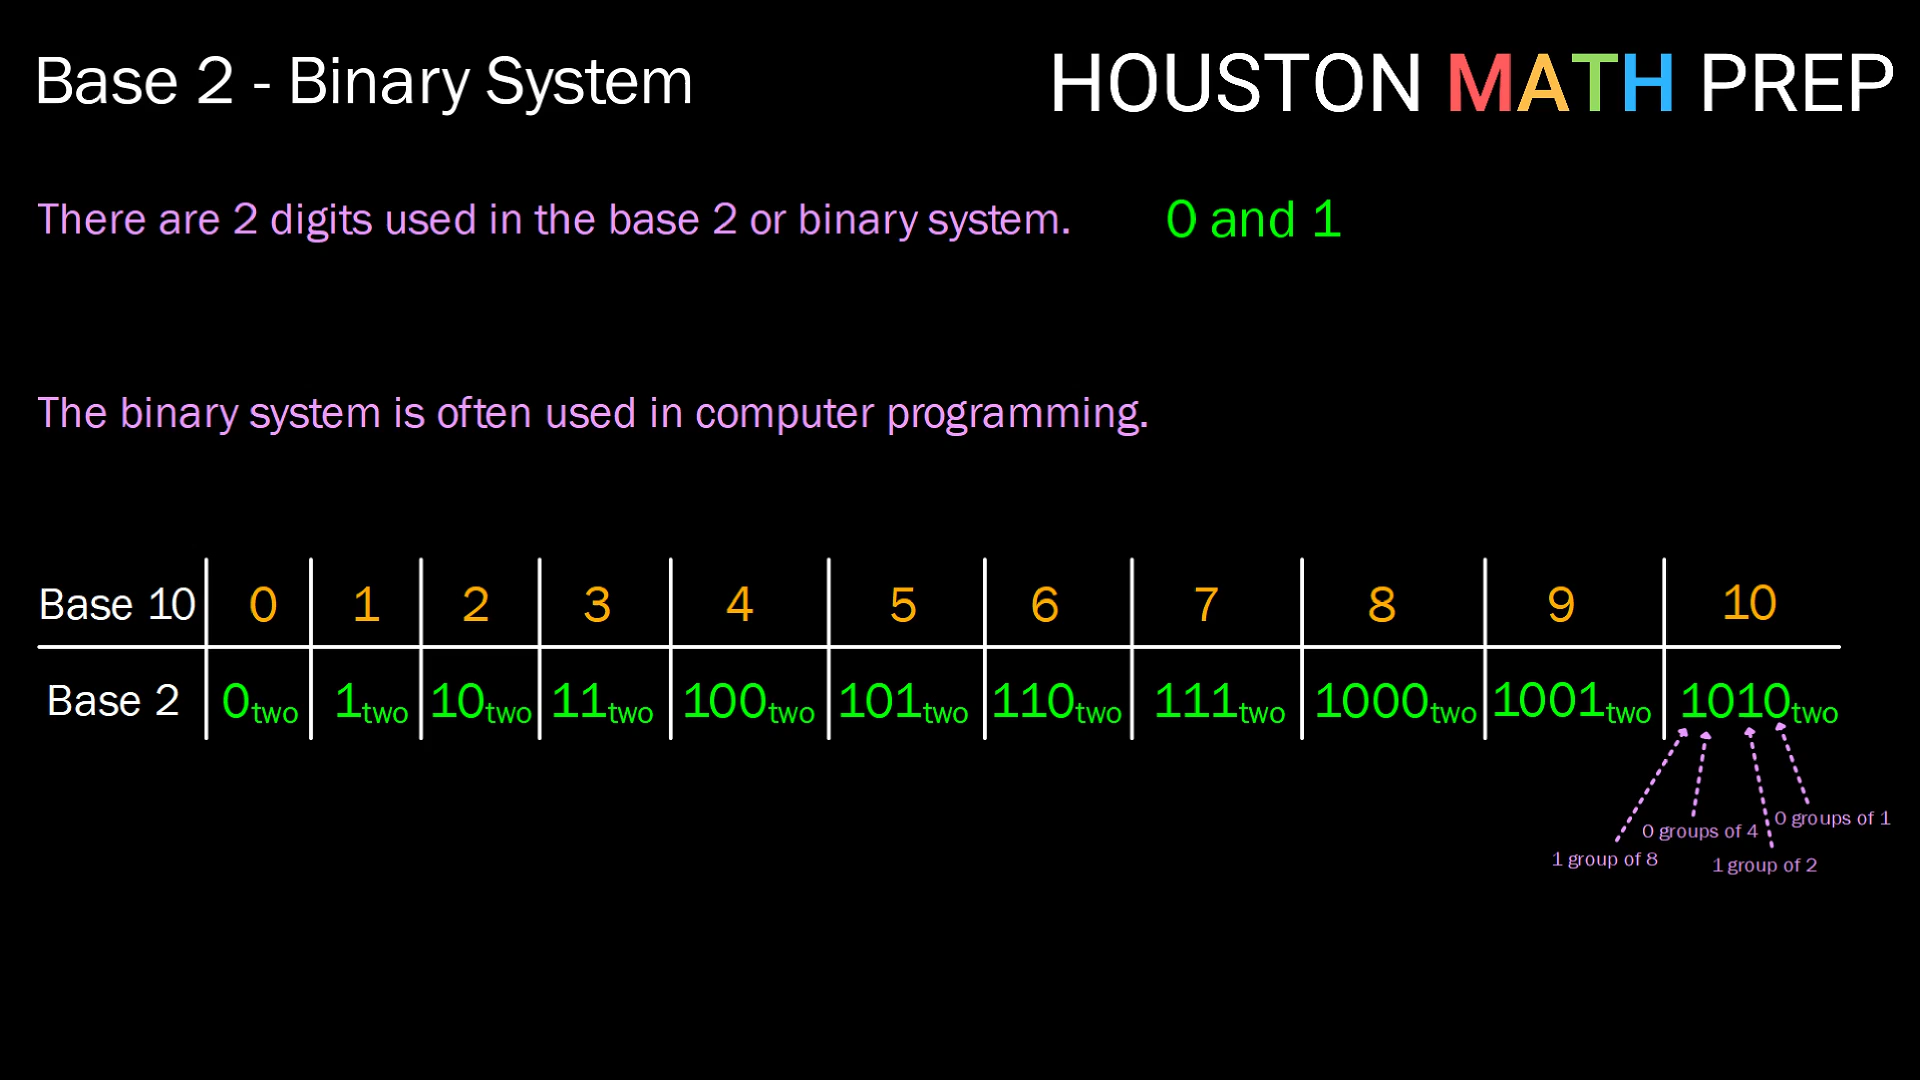 Base 2 - Binary System
HOUSTON MATH PREP
There are 2 digits used in the base 2 or binary system. 0 and 1
The binary system is often used in computer programming.
Base 10 0 1 2 3 4 5 6 7 8 9 10
Base 2 0two 1two 10two 11two 100two 101two 110two 111two 1000two 1001two 1010two
0 groups of 1
0 groups of 4
1 group of 8
1 group of 2